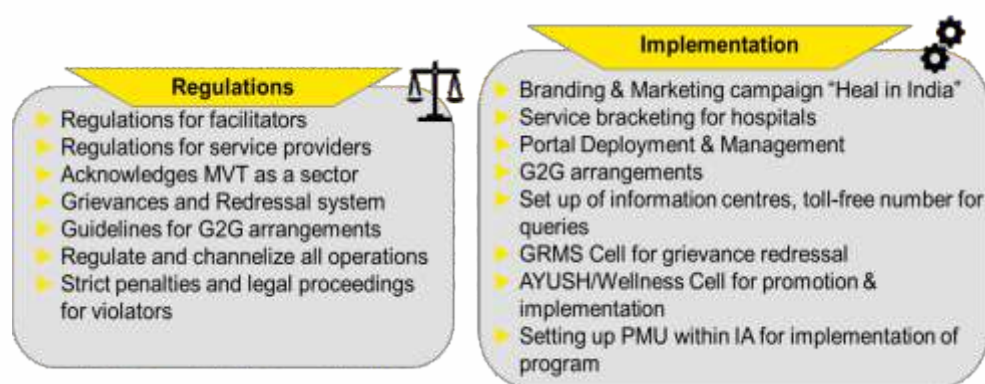 Regulations
Regulations for facilitators
Regulations for service providers
Acknowledges MVT as a sector
Grievances and Redressal system
Guidelines for G2G arrangements
Regulate and channelize all operations
Strict penalties and legal proceedings
for violators
Implementation
Branding & Marketing campaign “Heal in India”
Service bracketing for hospitals
Portal Deployment & Management
G2G arrangements
Set up of information centres, toll-free number for
queries
GRMS Cell for grievance redressal
AYUSH/Wellness Cell for promotion &
implementation
Setting up PMU within IA for implementation of
program